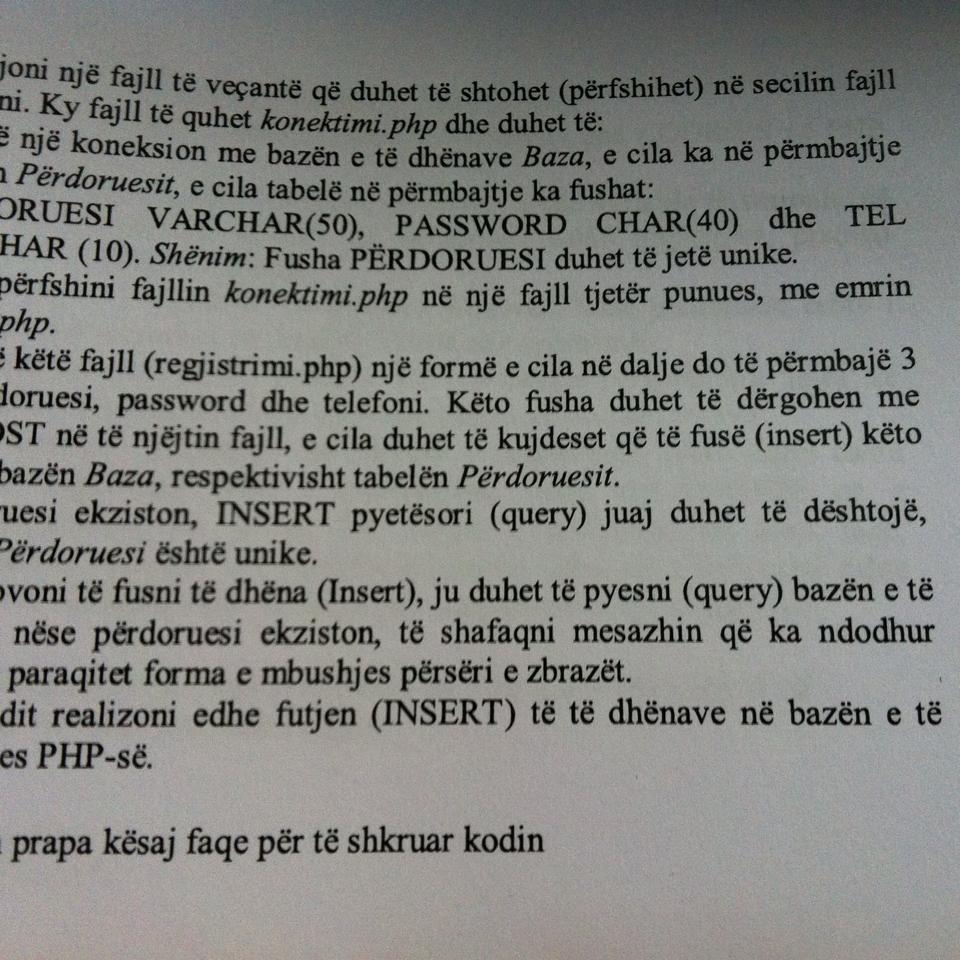 joni një fajll të veçantë që duhet të shtohet (përfshihet) në secilin fajll
ni. Ky fajll të quhet konektimi.php dhe duhet të:
ë një koneksion me bazën e të dhënave Baza, e cila ka në përmbajtje
Përdoruesit, e cila tabelë në përmbajtje ka fushat:
ORUESI VARCHAR(50), PASSWORD CHAR(40) dhe TEL
HAR (10). Shënim: Fusha PËRDORUESI duhet të jetë unike.
përfshini fajllin konektimi.php në një fajll tjetër punues, me emrin
php.
ë këtë fajll (regjistrimi.php) një formë e cila në dalje do të përmbajë 3
doruesi, password dhe telefoni. Këto fusha duhet të dërgohen me
OST në të njëjtin fajll, e cila duhet të kujdeset që të fusë (insert) këto
bazën Baza, respektivisht tabelën Përdoruesit.
uesi ekziston, INSERT pyetësori (query) juaj duhet të dështojë,
Përdoruesi është unike.
ovoni të fusni të dhëna (Insert), ju duhet të pyesni (query) bazën e të
nëse përdoruesi ekziston, të shafaqni mesazhin që ka ndodhur
paraqitet forma e mbushjes përsëri e zbrazët.
dit realizoni edhe futjen (INSERT) të të dhënave në bazën e të
es PHP-së.
prapa kësaj faqe për të shkruar kodin